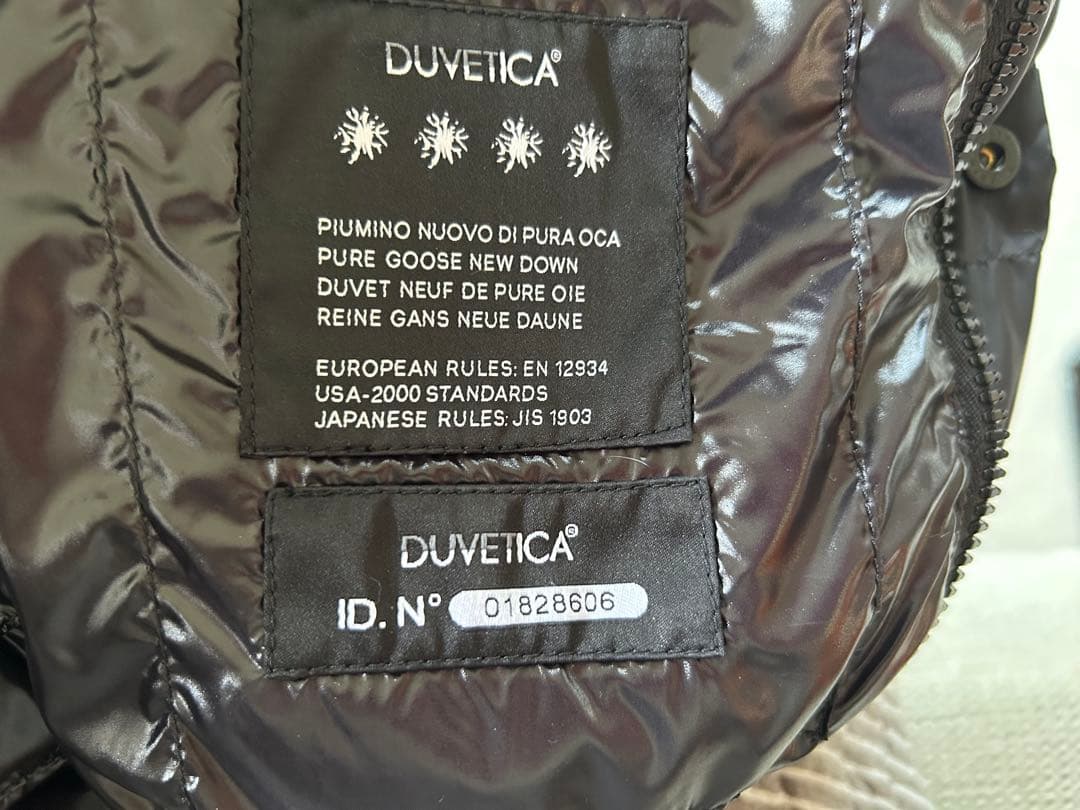 DUVETICA®
PIUMINO NUOVO DI PURA OCA
PURE GOOSE NEW DOWN
DUVET NEUF DE PURE OIE
REINE GANS NEUE DAUNE
EUROPEAN RULES: EN 12934
USA-2000 STANDARDS
JAPANESE RULES: JIS 1903
DUVETICA®
ID. N° 01828606